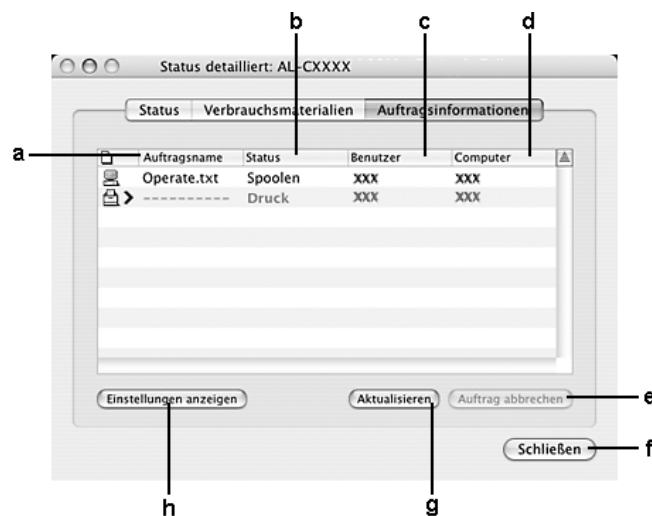 b c d
Status detailliert: AL-CXXXX
Status Verbrauchsmaterialien Auftragsinformationen
a
Auftragsname Status Benutzer Computer
Operate.txt Spoolen XXX XXX
---------- Druck XXX XXX
Einstellungen anzeigen Aktualisieren Auftrag abbrechen e
Schließen f
h g